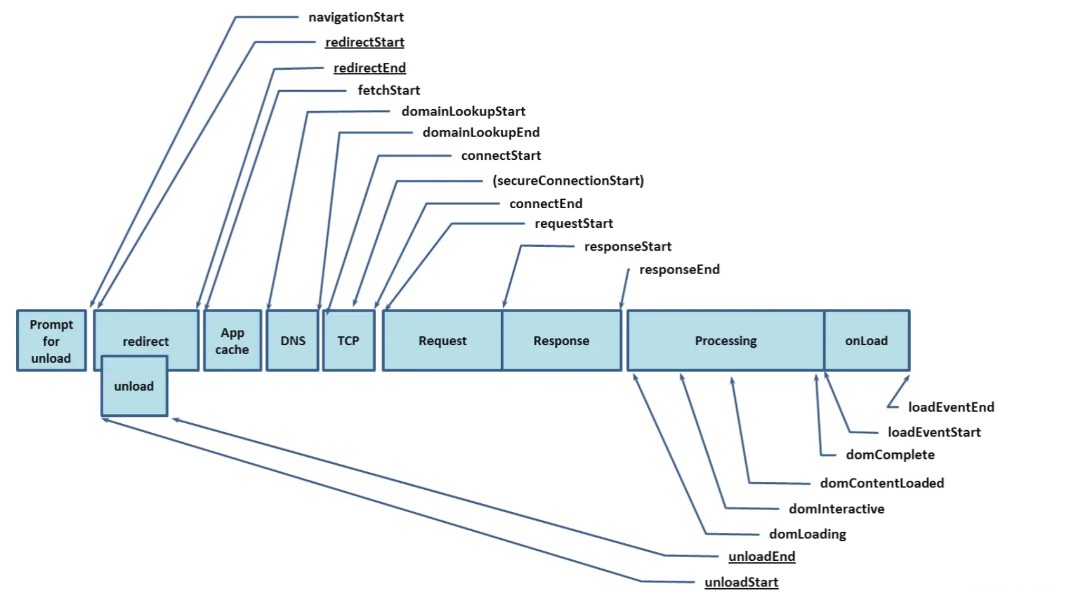 navigationStart
redirectStart
redirectEnd
fetchStart
domainLookupStart
domainLookupEnd
connectStart
(secureConnectionStart)
connectEnd
requestStart
responseStart
responseEnd
Prompt
for
unload
redirect
unload
App
cache
DNS
TCP
Request
Response
Processing
onLoad
loadEventEnd
loadEventStart
domComplete
domContentLoaded
domInteractive
domLoading
unloadEnd
unloadStart